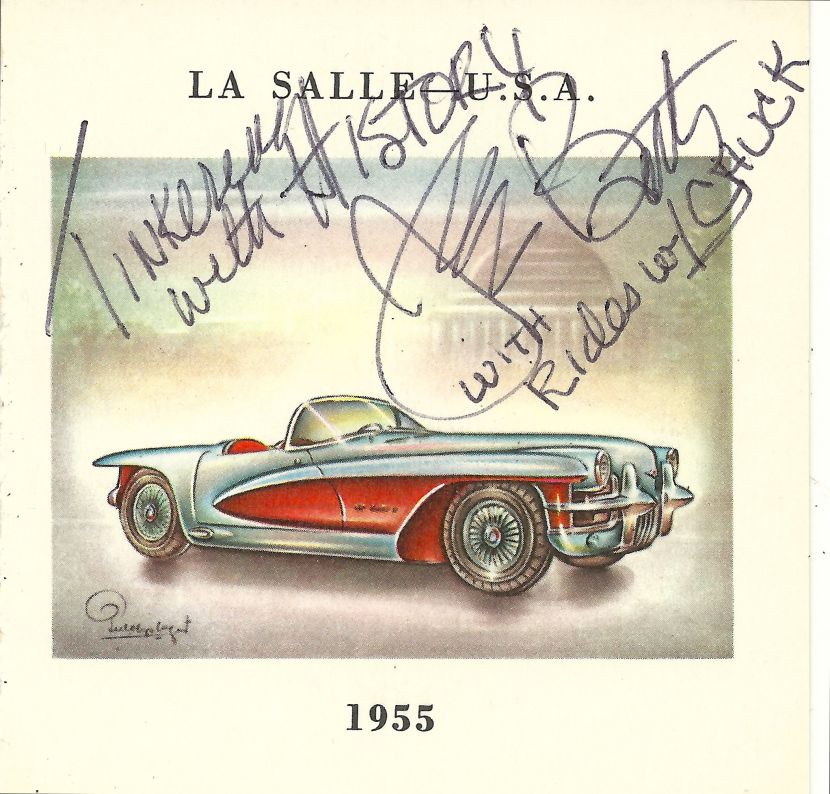 LA SALLE—U.S.A.
TINKERING
with HISTORY
WITH
Rides w/ CHUCK
1955